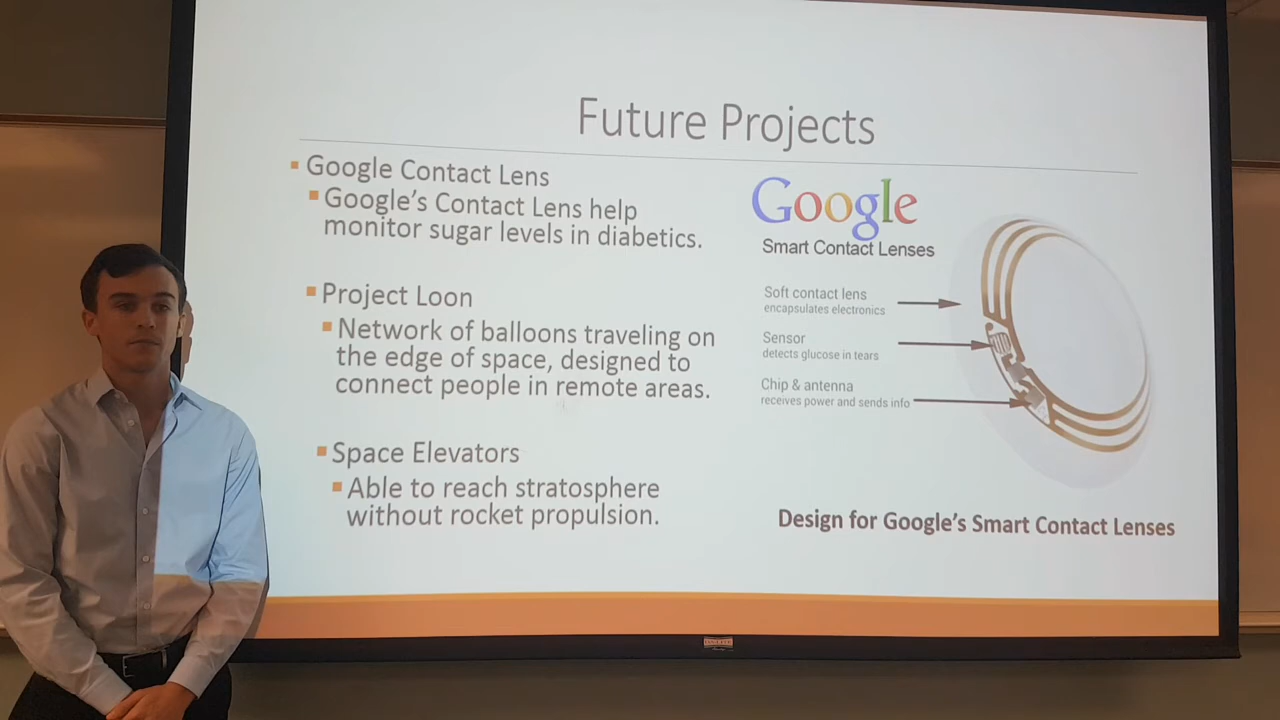 Future Projects
Google Contact Lens
Google's Contact Lens help
monitor sugar levels in diabetics.
Project Loon
Network of balloons traveling on
the edge of space, designed to
connect people in remote areas.
Space Elevators
Able to reach stratosphere
without rocket propulsion.
Google
Smart Contact Lenses
Soft contact lens
encapsulates electronics
Sensor
detects glucose in tears
Chip & antenna
receives power and sends info
Design for Google's Smart Contact Lenses